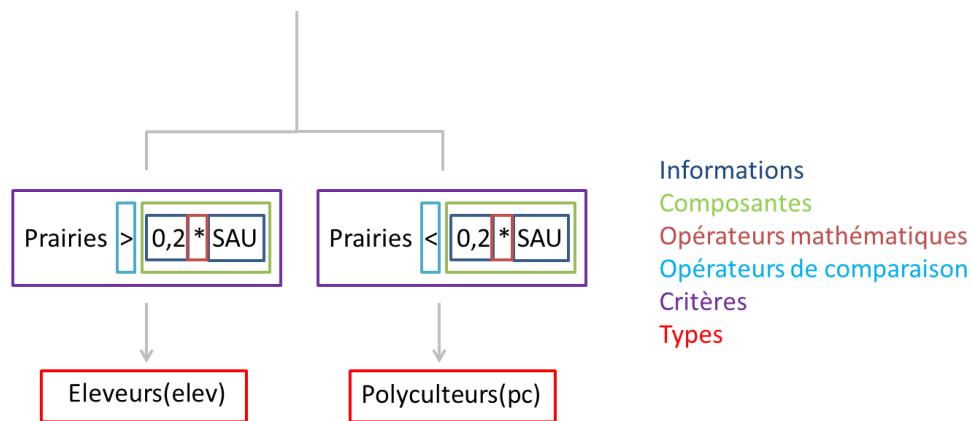 Prairies > 0,2 * SAU
Prairies < 0,2 * SAU
Eleveurs(elev)
Polyculteurs(pc)
Informations
Composantes
Opérateurs mathématiques
Opérateurs de comparaison
Critères
Types